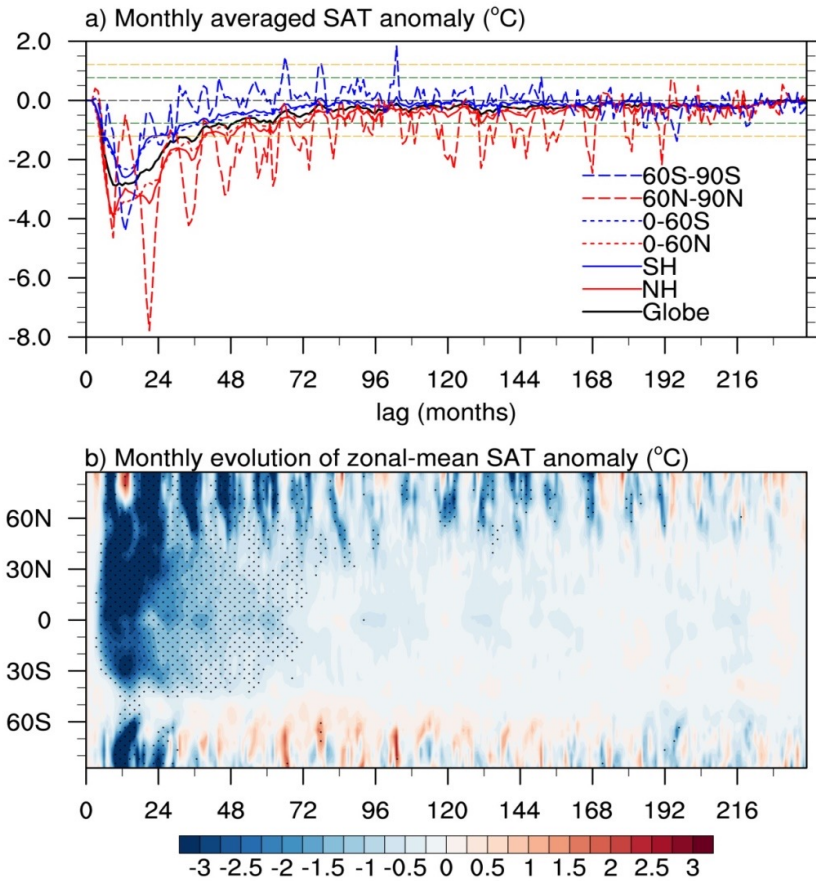 a) Monthly averaged SAT anomaly (°C)
2.0
0.0
-2.0
-4.0
-6.0
-8.0
60S-90S
60N-90N
0-60S
0-60N
SH
NH
Globe
0 24 48 72 96 120 144 168 192 216
lag (months)
b) Monthly evolution of zonal-mean SAT anomaly (°C)
60N
30N
0
30S
60S
0 24 48 72 96 120 144 168 192 216
-3 -2.5 -2 -1.5 -1 -0.5 0 0.5 1 1.5 2 2.5 3